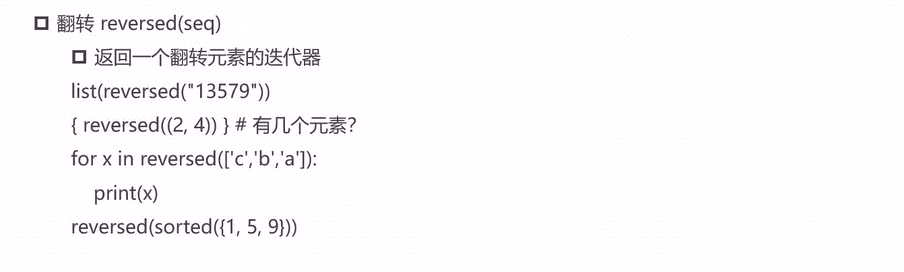 翻转 reversed(seq)
返回一个翻转元素的迭代器
list(reversed("13579"))
{ reversed((2, 4)) } # 有几个元素?
for x in reversed(['c','b','a']):
    print(x)
reversed(sorted({1, 5, 9}))